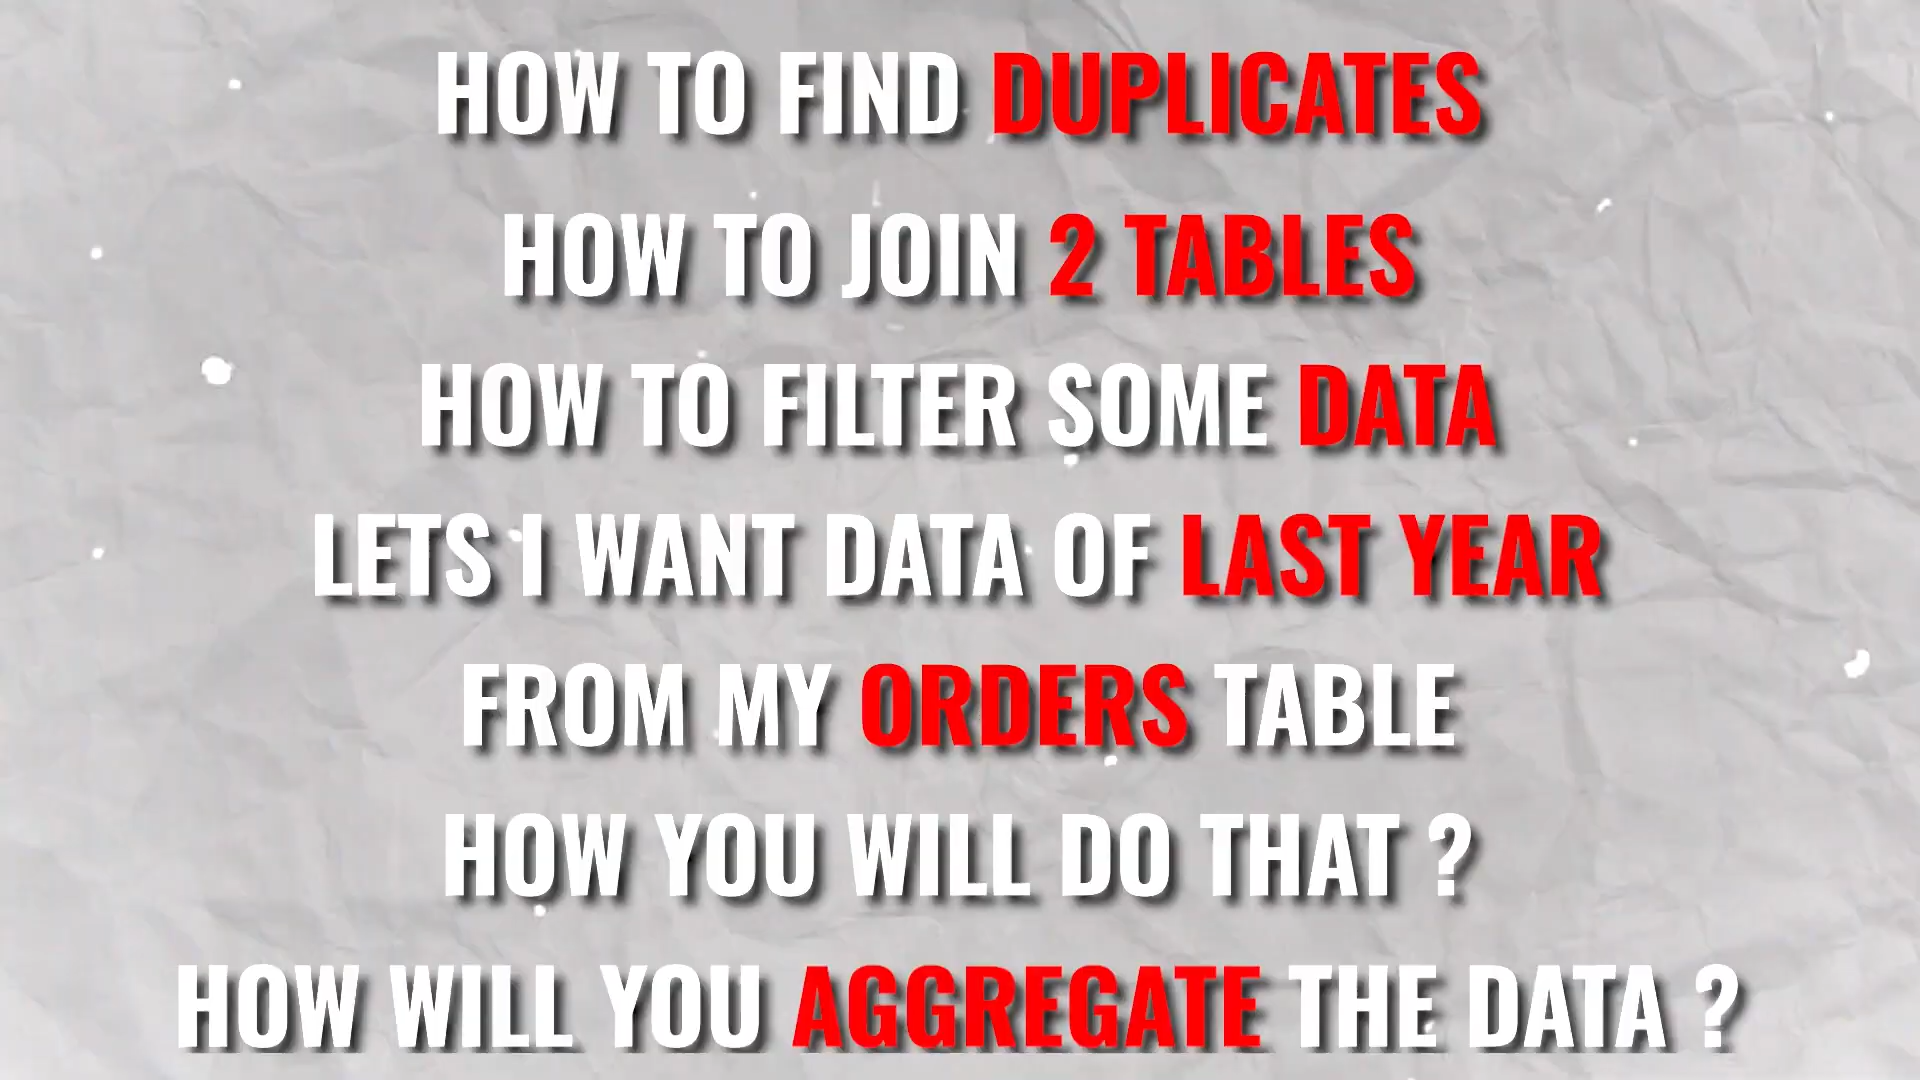 HOW TO FIND DUPLICATES
HOW TO JOIN 2 TABLES
HOW TO FILTER SOME DATA
LETS I WANT DATA OF LAST YEAR
FROM MY ORDERS TABLE
HOW YOU WILL DO THAT ?
HOW WILL YOU AGGREGATE THE DATA ?